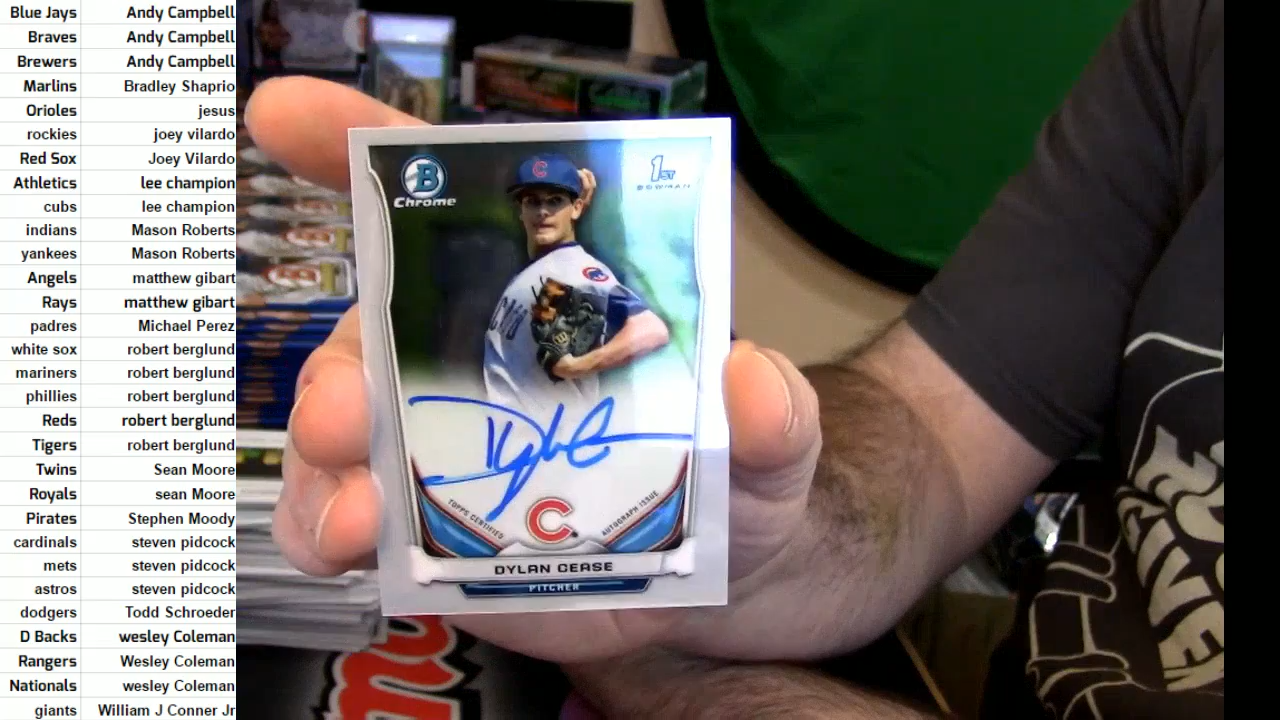 Blue Jays Andy Campbell
Braves Andy Campbell
Brewers Andy Campbell
Marlins Bradley Shaprio
Orioles jesus
rockies joey vilardo
Red Sox Joey Vilardo
Athletics lee champion
cubs lee champion
indians Mason Roberts
yankees Mason Roberts
Angels matthew gibart
Rays matthew gibart
padres Michael Perez
white sox robert berglund
mariners robert berglund
phillies robert berglund
Reds robert berglund
Tigers robert berglund
Twins Sean Moore
Royals sean Moore
Pirates Stephen Moody
cardinals steven pidcock
mets steven pidcock
astros steven pidcock
dodgers Todd Schroeder
D Backs wesley Coleman
Rangers Wesley Coleman
Nationals wesley Coleman
giants William J Conner Jr
B
Chrome
1ST
BOWMAN
C
TOPPS CERTIFIED
AUTOGRAPH ISSUE
C
DYLAN CEASE
PITCHER